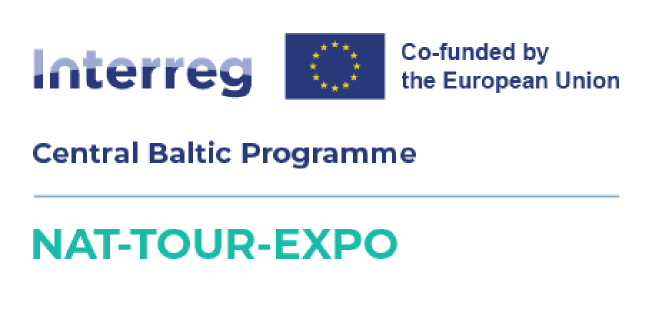 Interreg
Co-funded by
the European Union
Central Baltic Programme
NAT-TOUR-EXPO